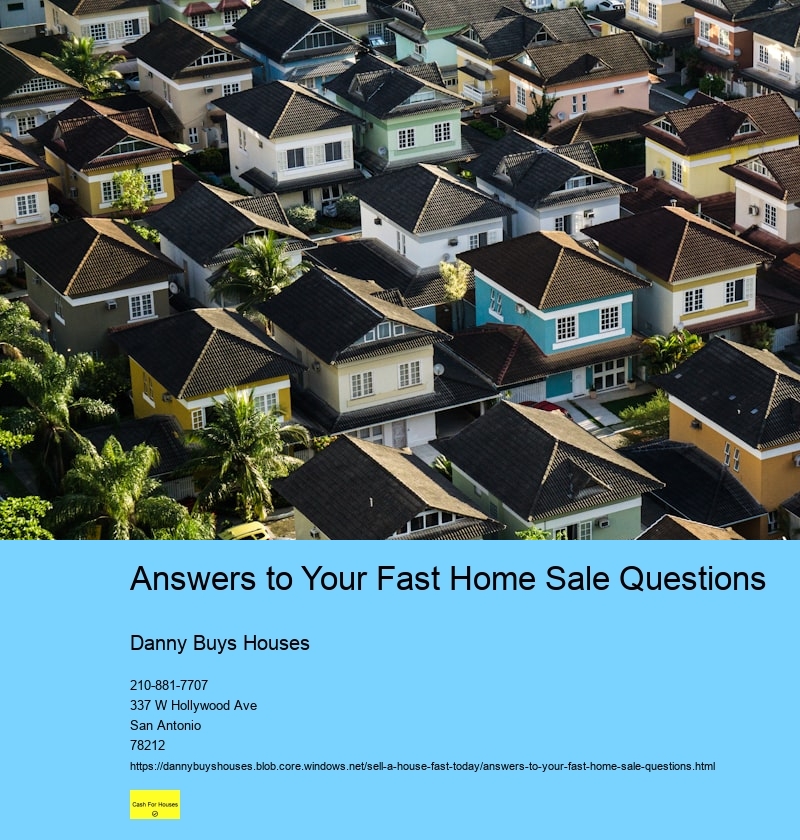 Answers to Your Fast Home Sale Questions
Danny Buys Houses
210-881-7707
337 W Hollywood Ave
San Antonio
78212
https://dannybuyshouses.blob.core.windows.net/sell-a-house-fast-today/answers-to-your-fast-home-sale-questions.html
Cash For Houses